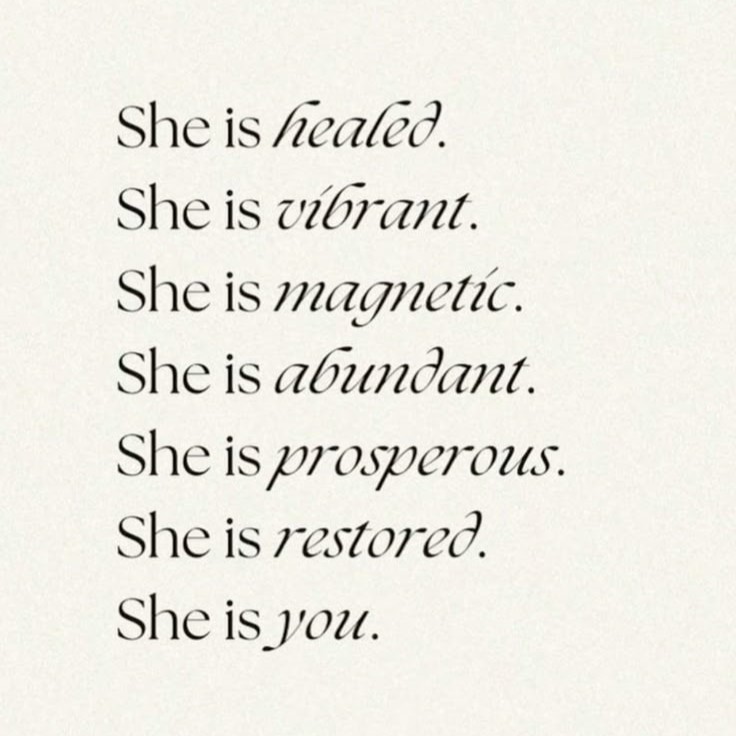 She is healed.
She is vibrant.
She is magnetic.
She is abundant.
She is prosperous.
She is restored.
She is you.